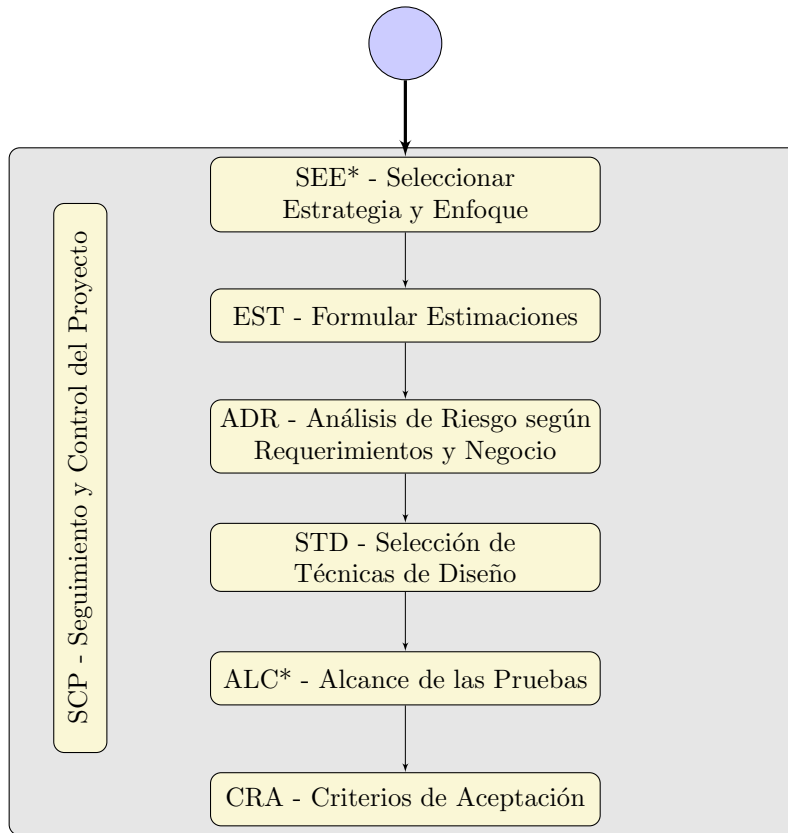 SEE* - Seleccionar
Estrategia y Enfoque
SCP - Seguimiento y Control del Proyecto
EST - Formular Estimaciones
ADR - Análisis de Riesgo según
Requerimientos y Negocio
STD - Selección de
Técnicas de Diseño
ALC* - Alcance de las Pruebas
CRA - Criterios de Aceptación